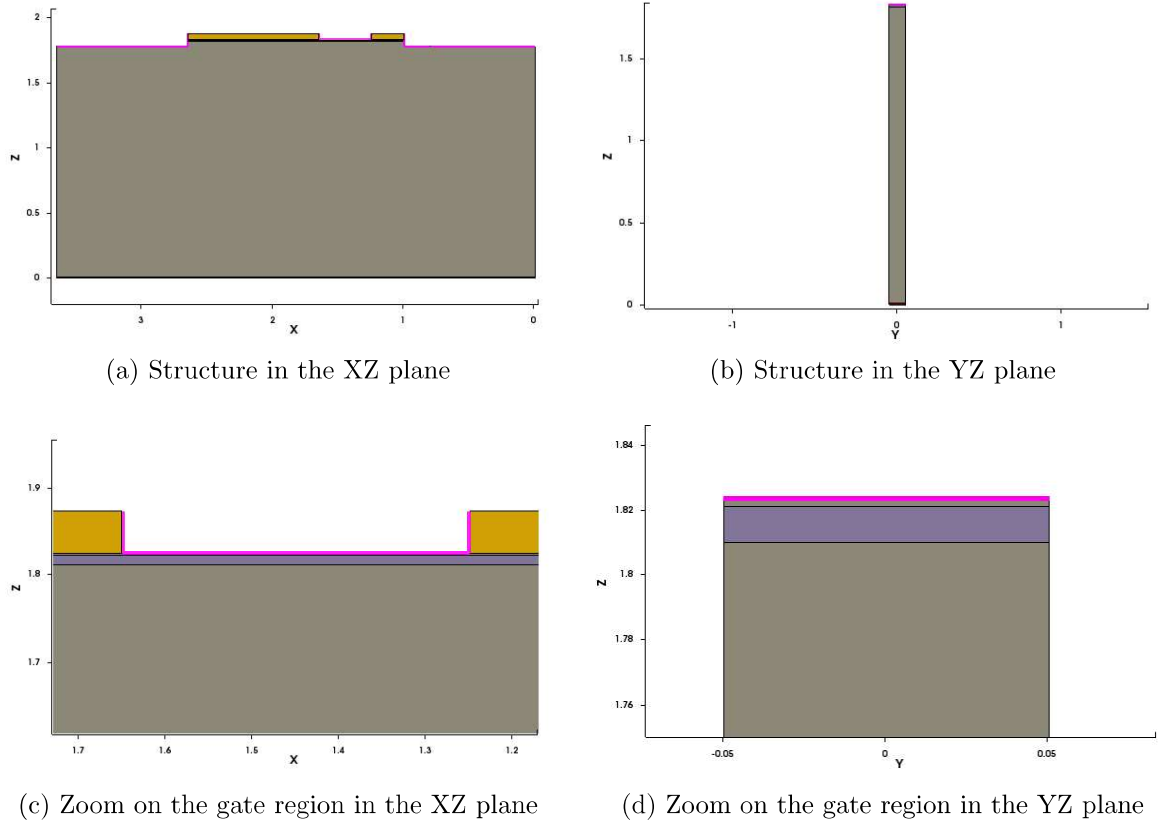 2
1.5
1
0.5
0
Z
3
2
1
0
X
(a) Structure in the XZ plane
1.5
1
0.5
0
Z
-1
0
1
Y
(b) Structure in the YZ plane
1.9
1.8
1.7
Z
1.7
1.6
1.5
1.4
1.3
1.2
X
(c) Zoom on the gate region in the XZ plane
1.84
1.82
1.8
1.78
1.76
Z
-0.05
0
0.05
Y
(d) Zoom on the gate region in the YZ plane